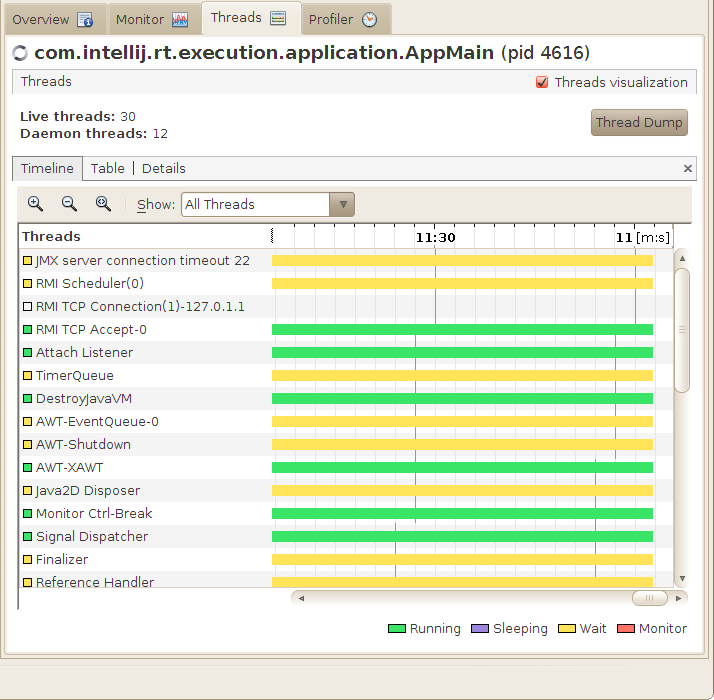 Overview Monitor Threads Profiler
com.intellij.rt.execution.application.AppMain (pid 4616)
Threads Threads visualization
Live threads: 30
Daemon threads: 12
Thread Dump
Timeline Table Details
Show: All Threads
Threads 11:30 11 [m:s]
JMX server connection timeout 22
RMI Scheduler(0)
RMI TCP Connection(1)-127.0.1.1
RMI TCP Accept-0
Attach Listener
TimerQueue
DestroyJavaVM
AWT-EventQueue-0
AWT-Shutdown
AWT-XAWT
Java2D Disposer
Monitor Ctrl-Break
Signal Dispatcher
Finalizer
Reference Handler
Running Sleeping Wait Monitor